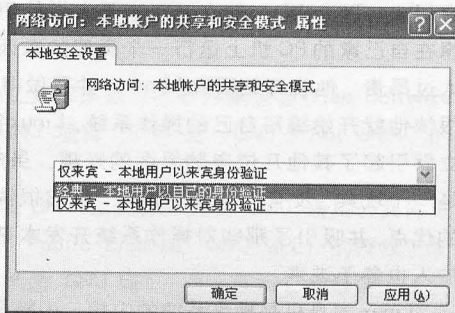 网络访问：本地帐户的共享和安全模式 属性
本地安全设置
网络访问：本地帐户的共享和安全模式
仅来宾 - 本地用户以来宾身份验证
经典 - 本地用户以自己的身份验证
仅来宾 - 本地用户以来宾身份验证
确定
取消
应用(A)